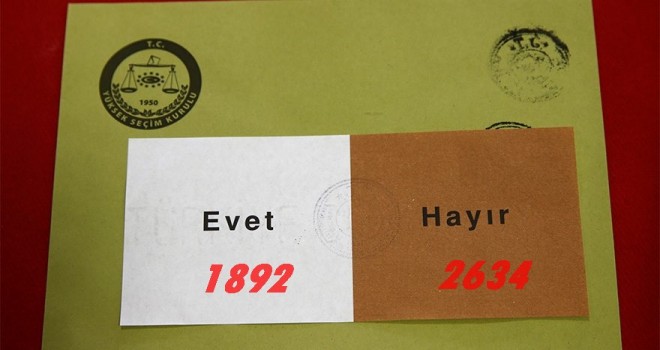 T.C.
1950
YÜKSEK SEÇİM KURULU
T.C.
Evet
Hayır
1892
2634